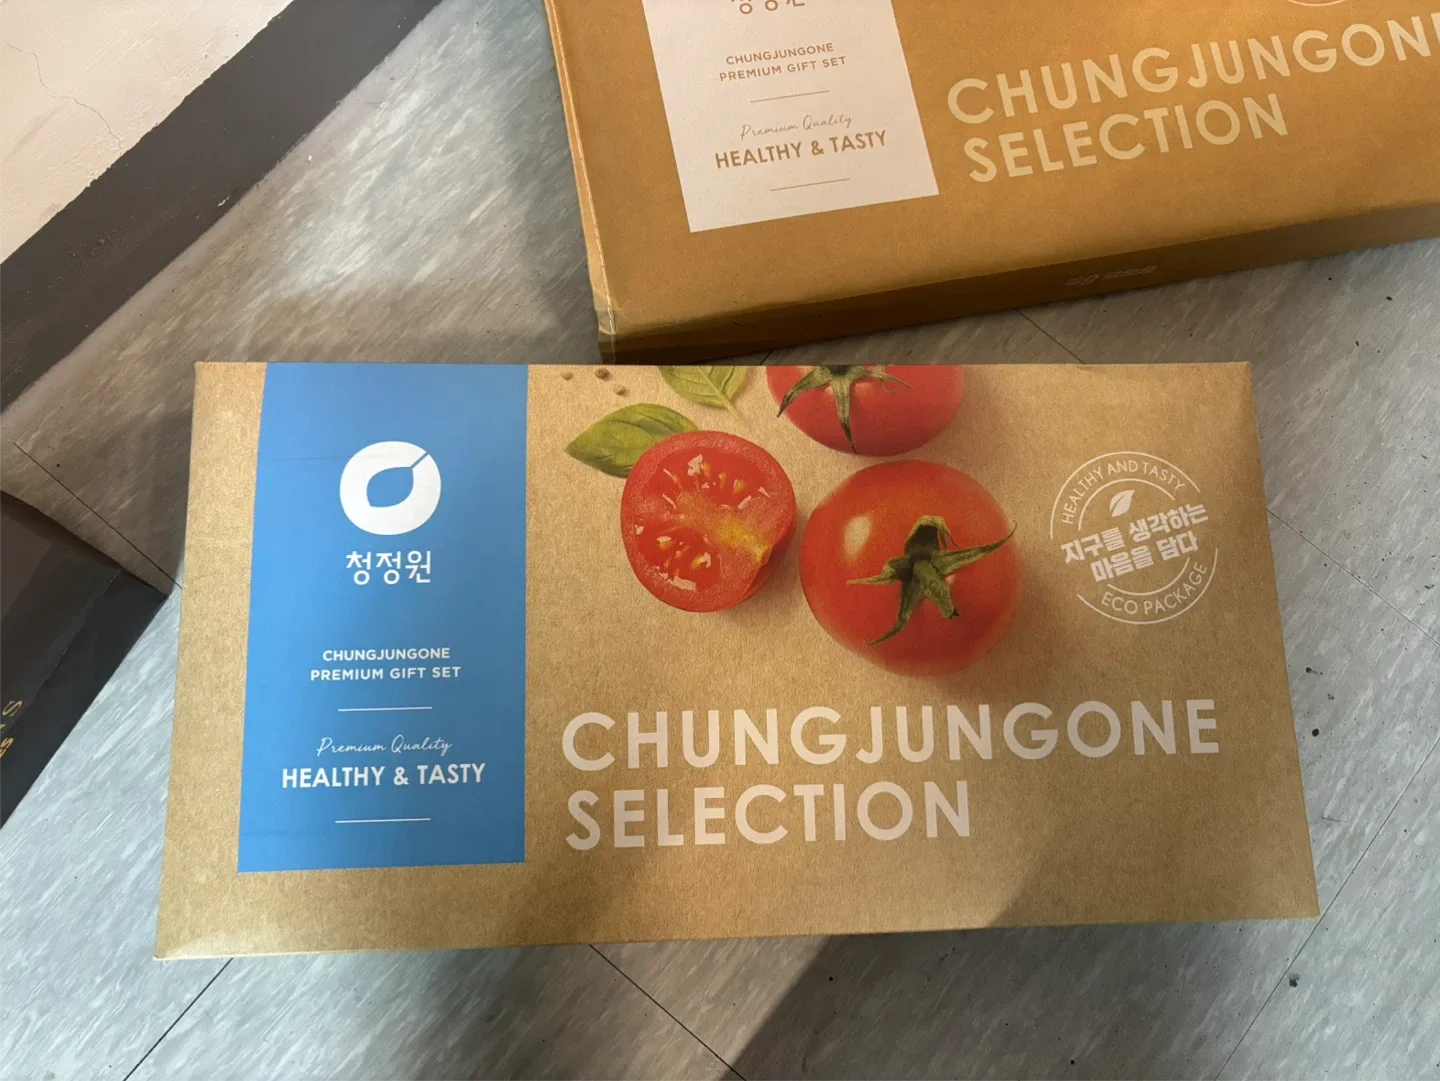 CHUNGJUNGONE
PREMIUM GIFT SET
Premium Quality
HEALTHY & TASTY
CHUNGJUNGONE
SELECTION
청정원
CHUNGJUNGONE
PREMIUM GIFT SET
Premium Quality
HEALTHY & TASTY
CHUNGJUNGONE
SELECTION
HEALTHY AND TASTY
지구를 생각하는
마음을 담다
ECO PACKAGE